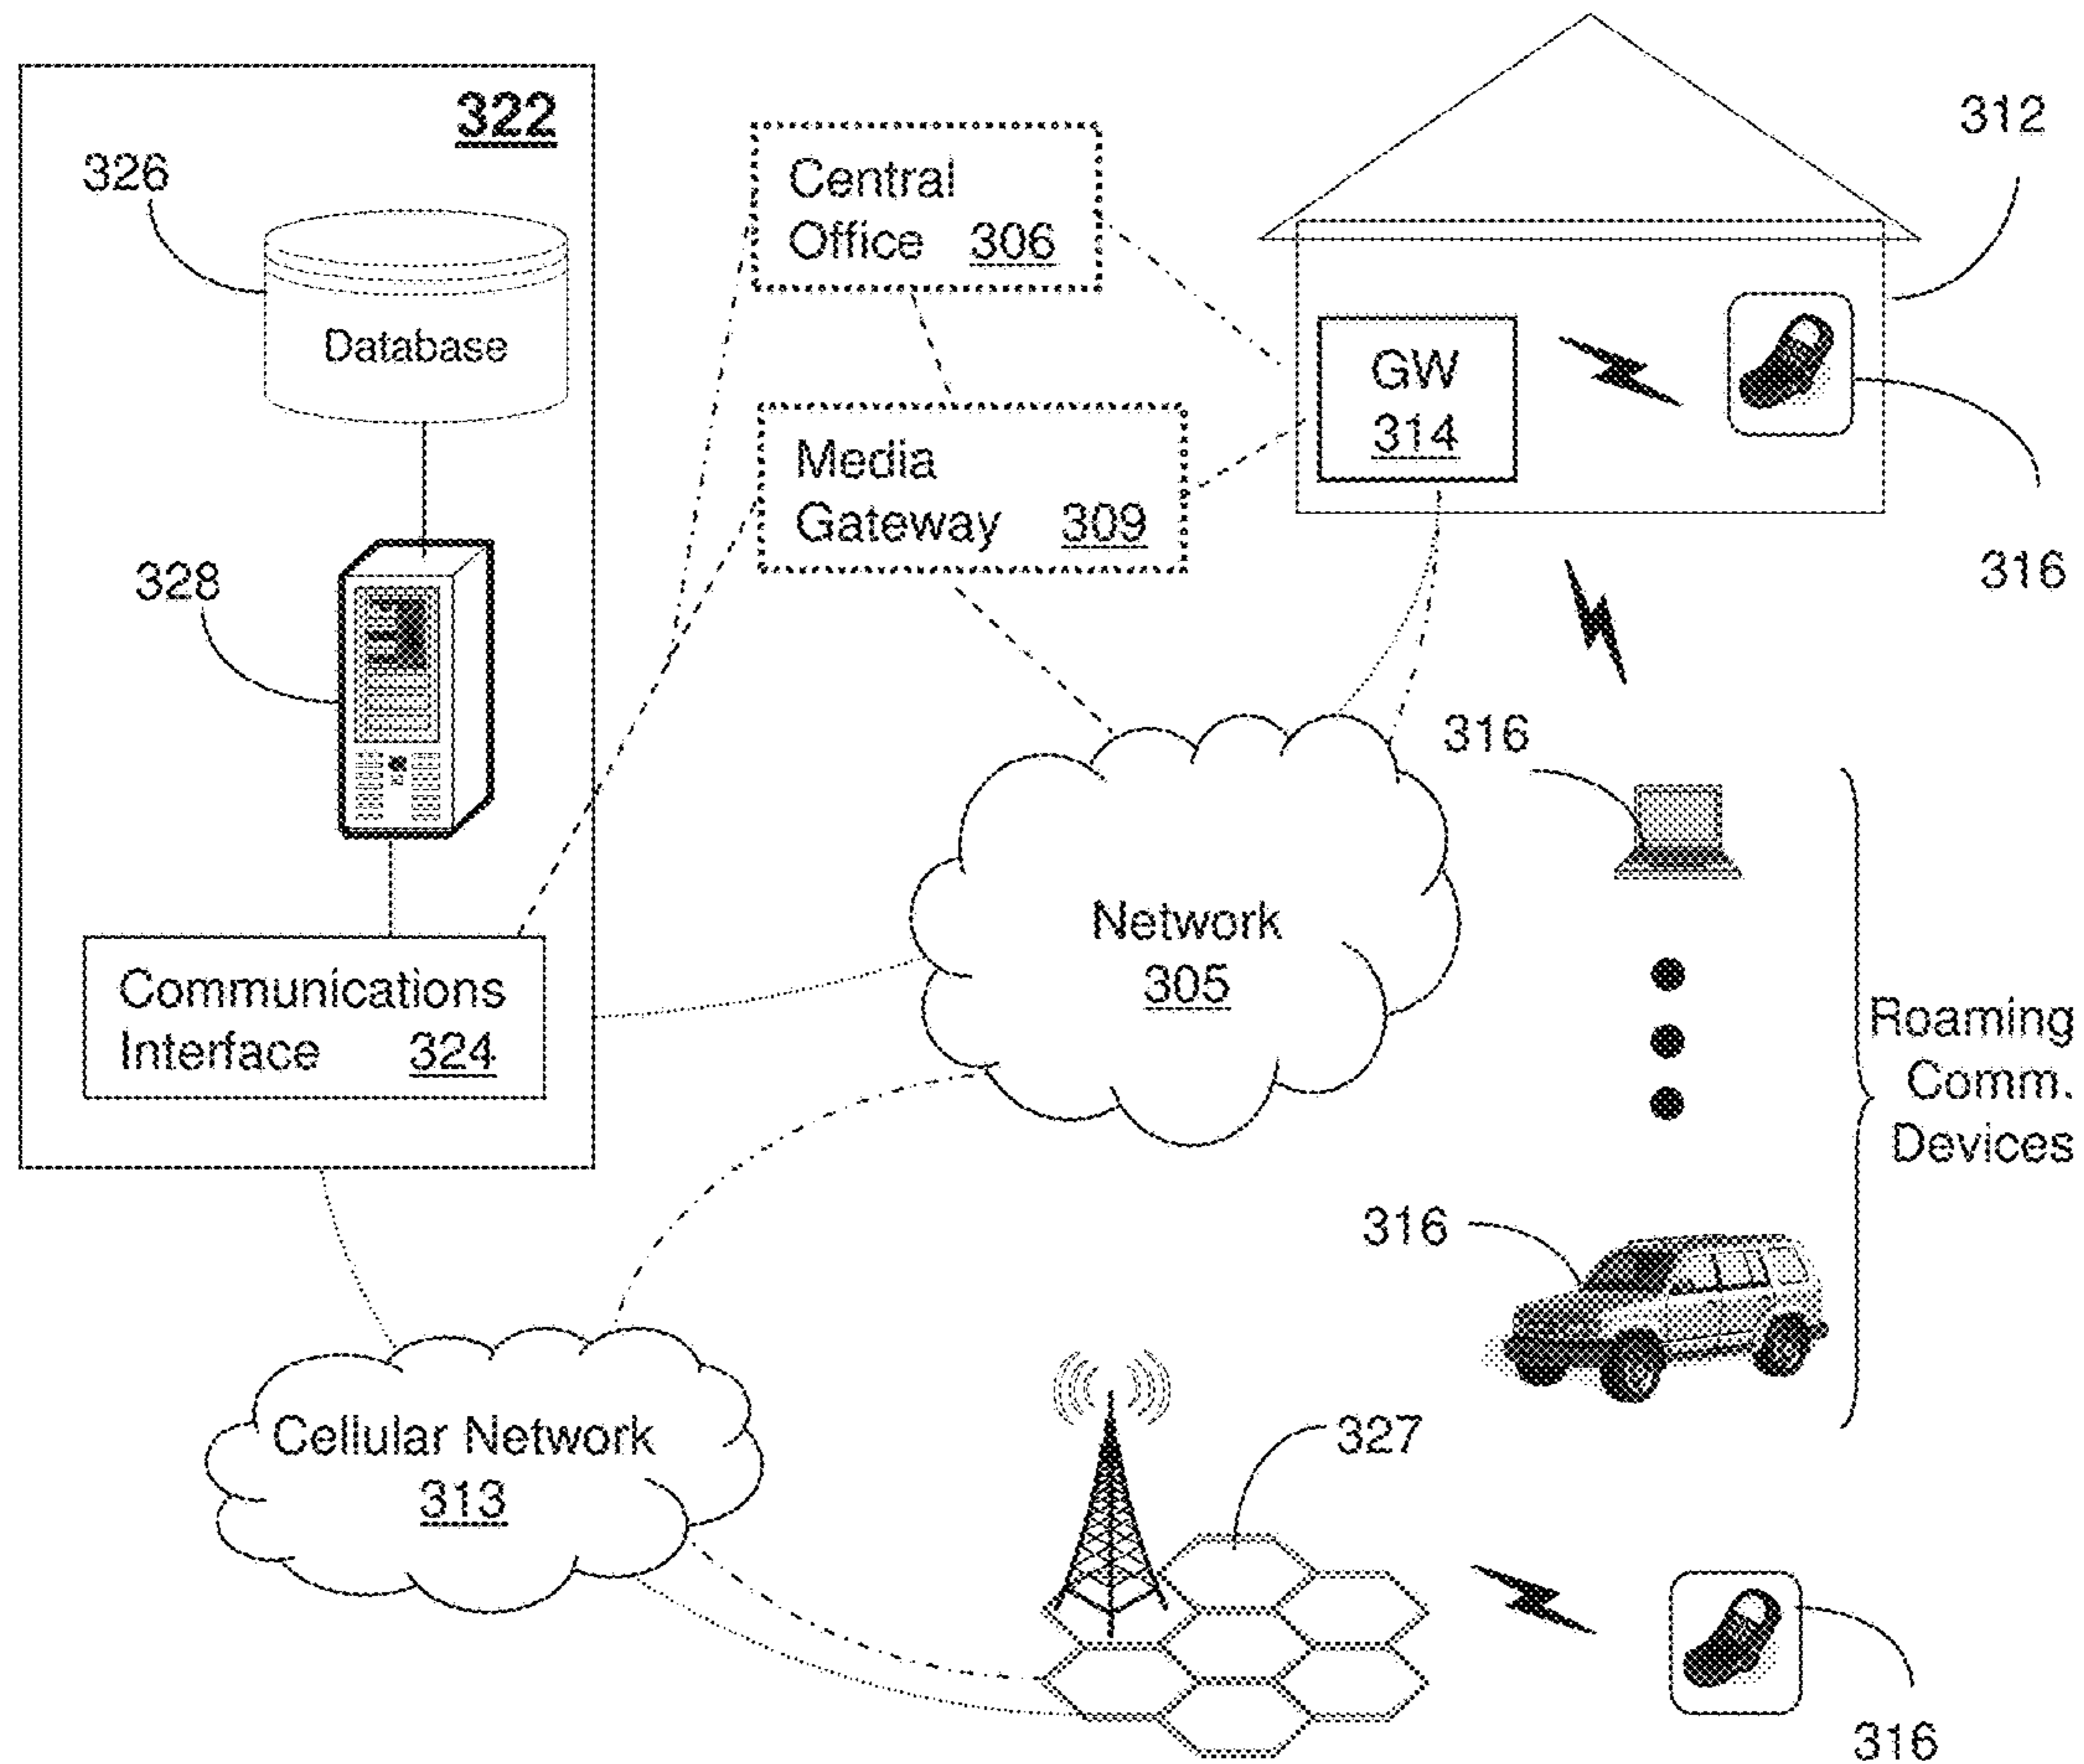 322
326
Database
328
Communications
Interface 324
Central
Office 306
Media
Gateway 309
312
GW
314
316
316
Network
305
Roaming
Comm.
Devices
316
Cellular Network
313
327
316